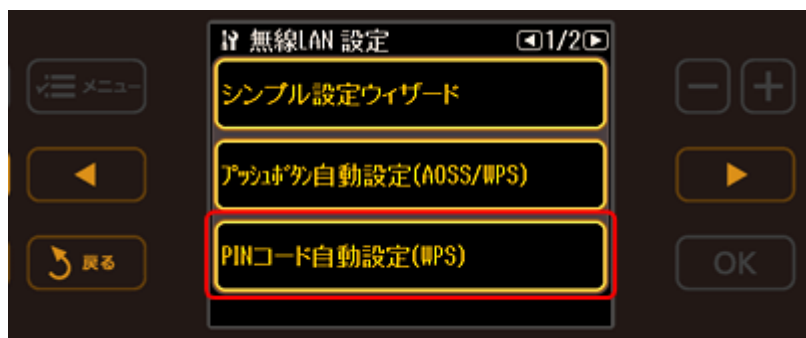 無線LAN 設定 ◀1/2▶
メニュー
シンプル設定ウィザード
− +
プッシュボタン自動設定(AOSS/WPS)
戻る
PINコード自動設定(WPS)
OK